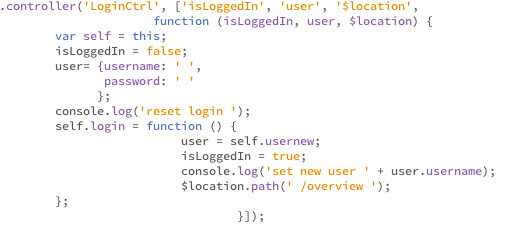 .controller('LoginCtrl', ['isLoggedIn', 'user', '$location',
function (isLoggedIn, user, $location) {
var self = this;
isLoggedIn = false;
user= {username: ' ',
password: ' '
};
console.log('reset login ');
self.login = function () {
user = self.usernew;
isLoggedIn = true;
console.log('set new user ' + user.username);
$location.path(' /overview ');
};
}]);